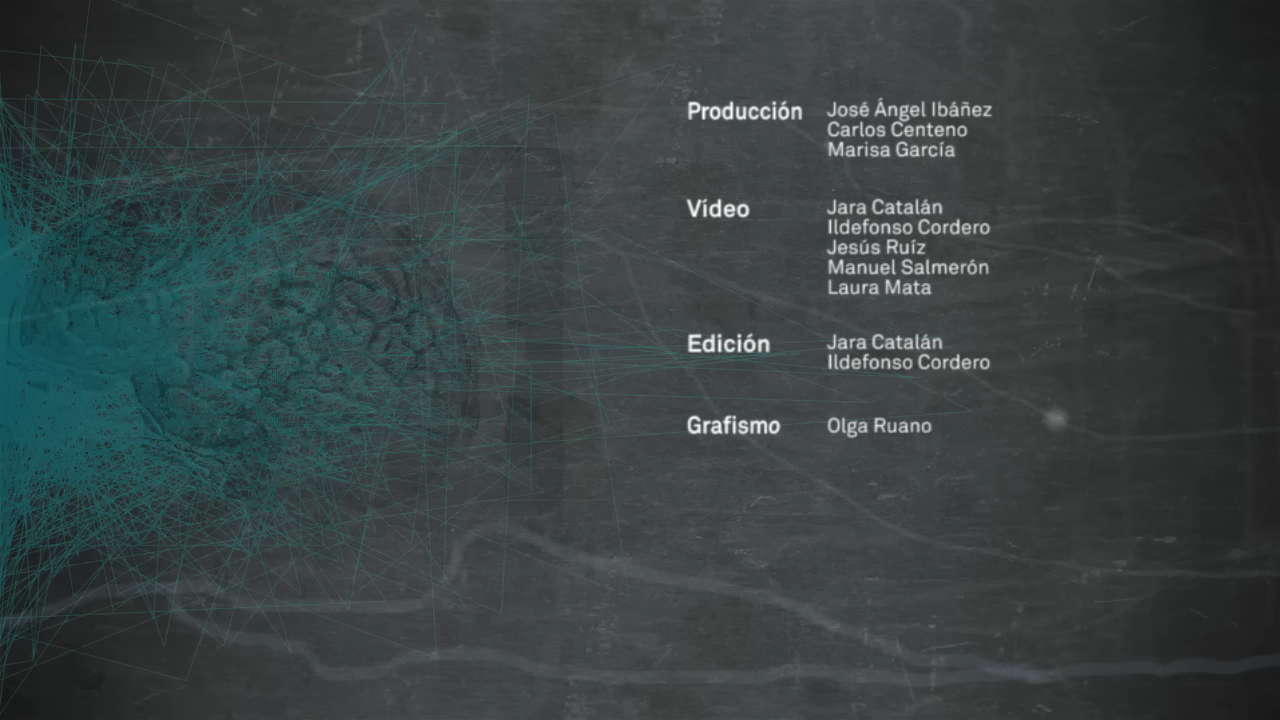 Producción José Ángel Ibáñez
Carlos Centeno
Marisa García
Vídeo Jara Catalán
Ildefonso Cordero
Jesús Ruíz
Manuel Salmerón
Laura Mata
Edición Jara Catalán
Ildefonso Cordero
Grafismo Olga Ruano